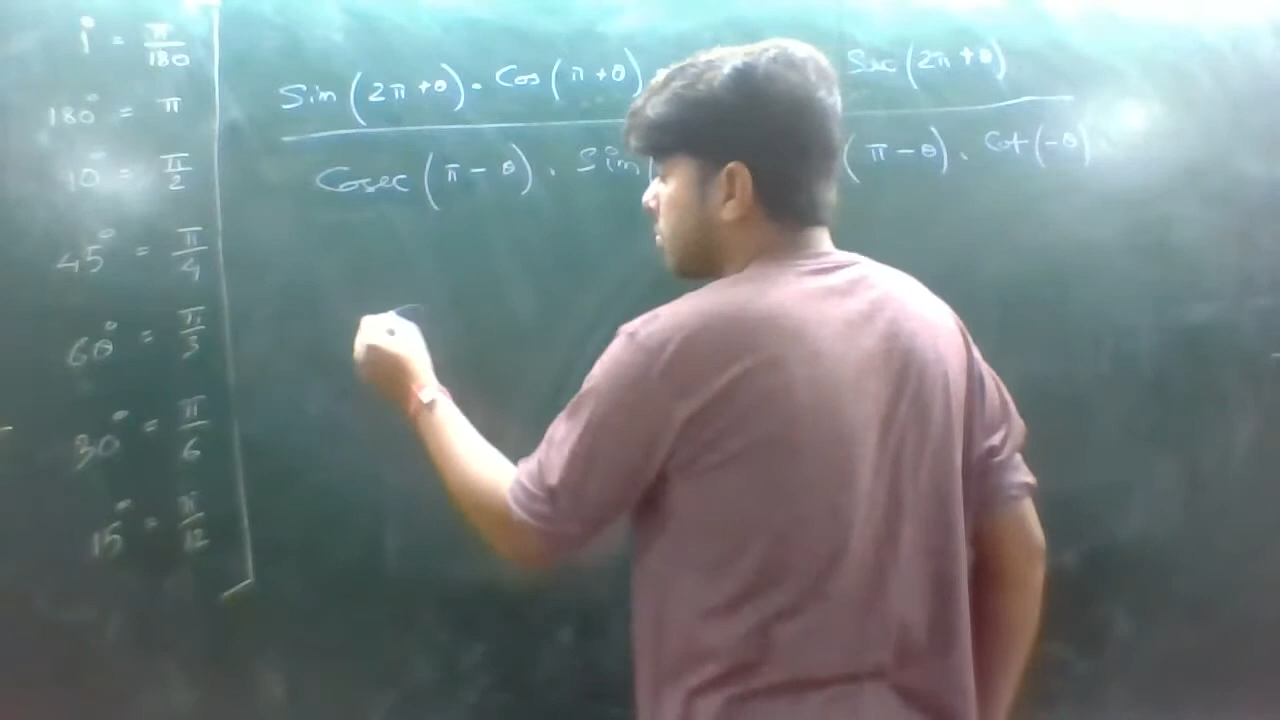 1° = π/180
180° = π
90° = π/2
45° = π/4
60° = π/3
30° = π/6
15° = π/12
Sin (2π+θ). Cos (π+θ) Sec (2π+θ)
Cosec (π-θ). Sin ( (π-θ). Cot (-θ)